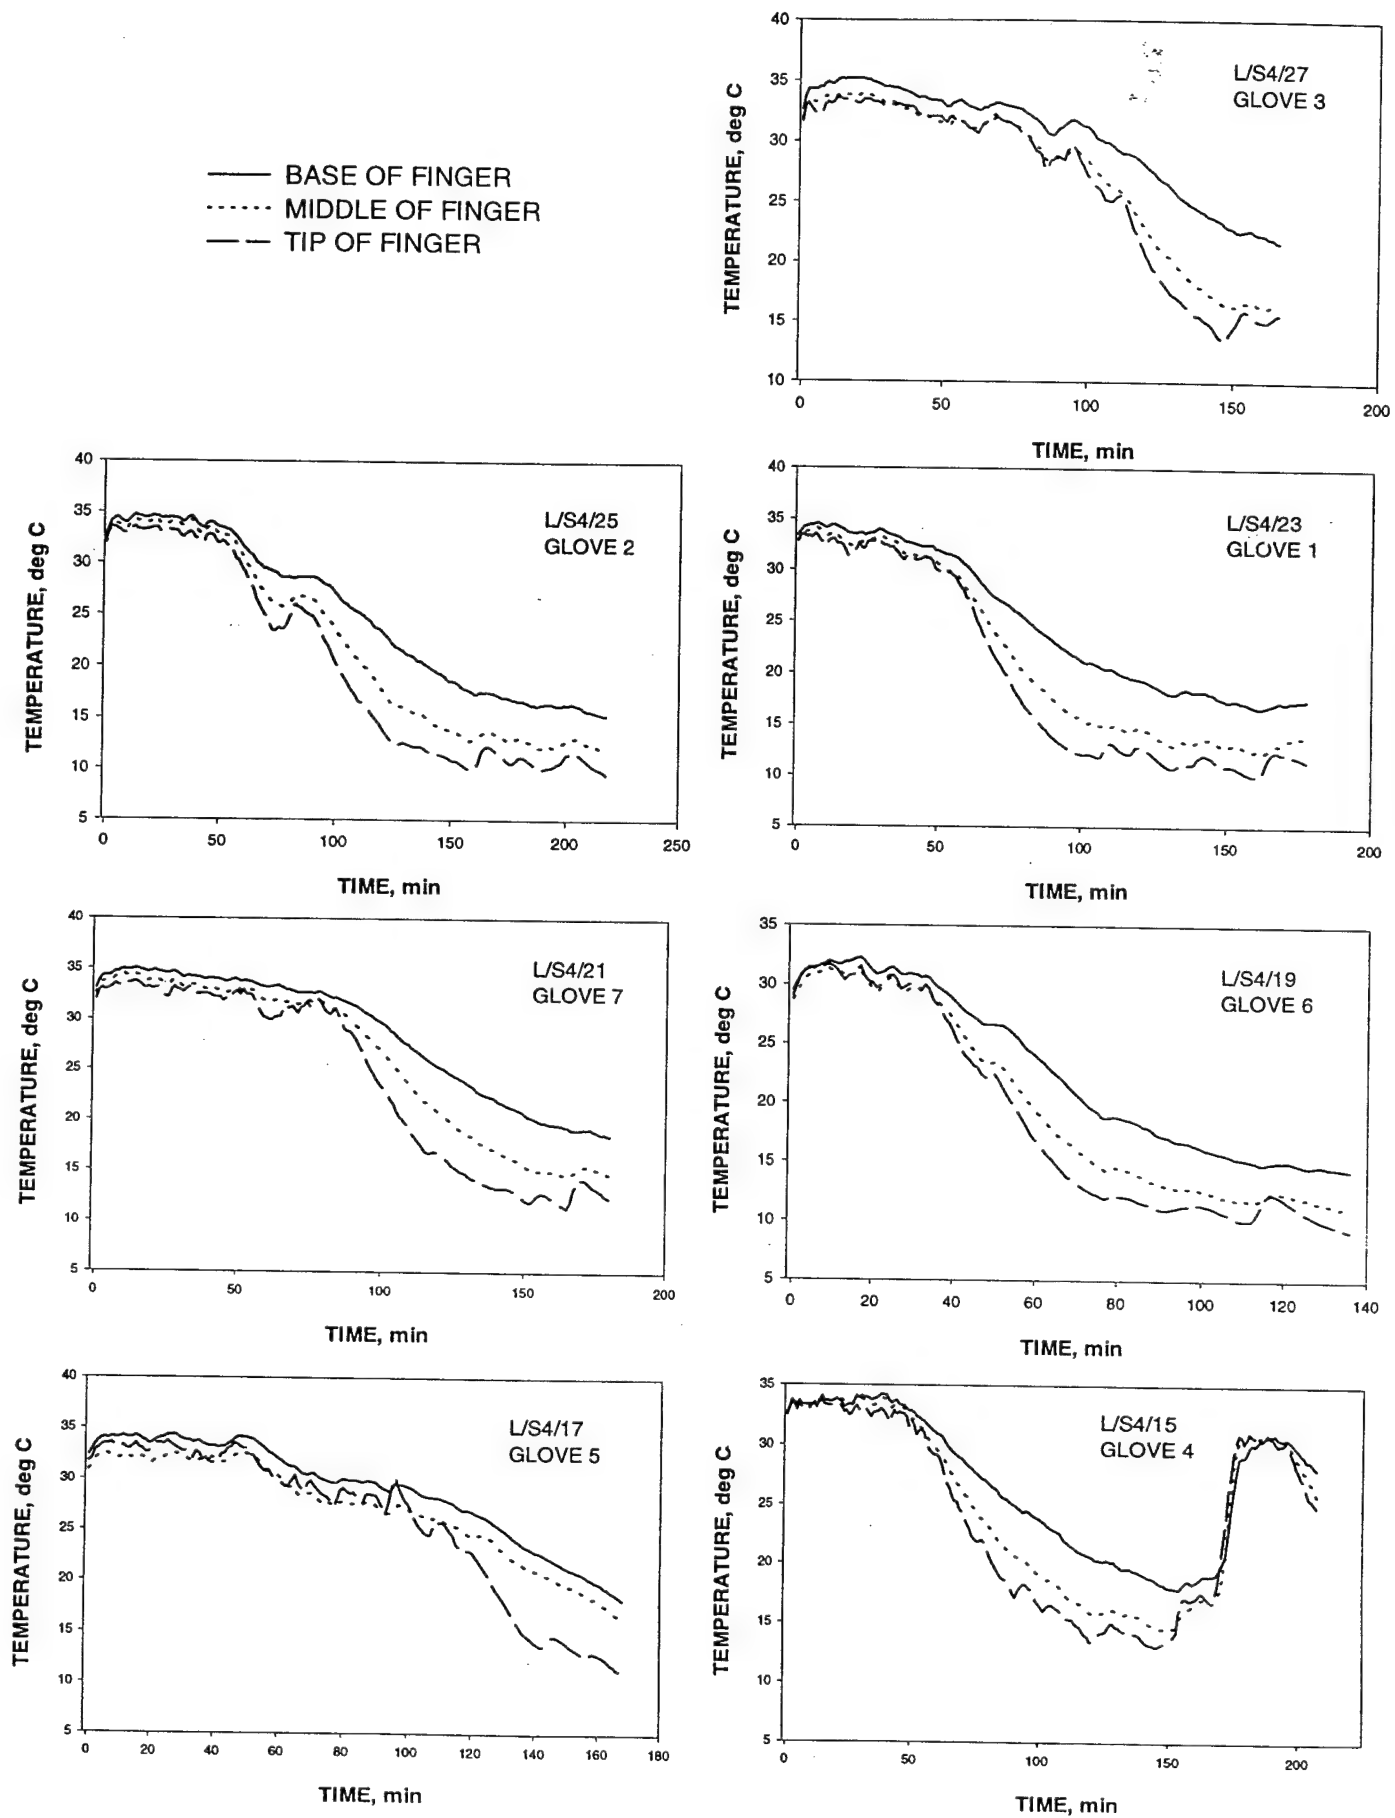 BASE OF FINGER
MIDDLE OF FINGER
TIP OF FINGER
TEMPERATURE, deg C
40
35
30
25
20
15
10
L/S4/27
GLOVE 3
0 50 100 150 200
TIME, min
TEMPERATURE, deg C
40
35
30
25
20
15
10
5
L/S4/25
GLOVE 2
0 50 100 150 200 250
TIME, min
TEMPERATURE, deg C
40
35
30
25
20
15
10
5
L/S4/23
GLOVE 1
0 50 100 150 200
TIME, min
TEMPERATURE, deg C
40
35
30
25
20
15
10
5
L/S4/21
GLOVE 7
0 50 100 150 200
TIME, min
TEMPERATURE, deg C
35
30
25
20
15
10
5
L/S4/19
GLOVE 6
0 20 40 60 80 100 120 140
TIME, min
TEMPERATURE, deg C
40
35
30
25
20
15
10
5
L/S4/17
GLOVE 5
0 20 40 60 80 100 120 140 160 180
TIME, min
TEMPERATURE, deg C
35
30
25
20
15
10
5
L/S4/15
GLOVE 4
0 50 100 150 200
TIME, min